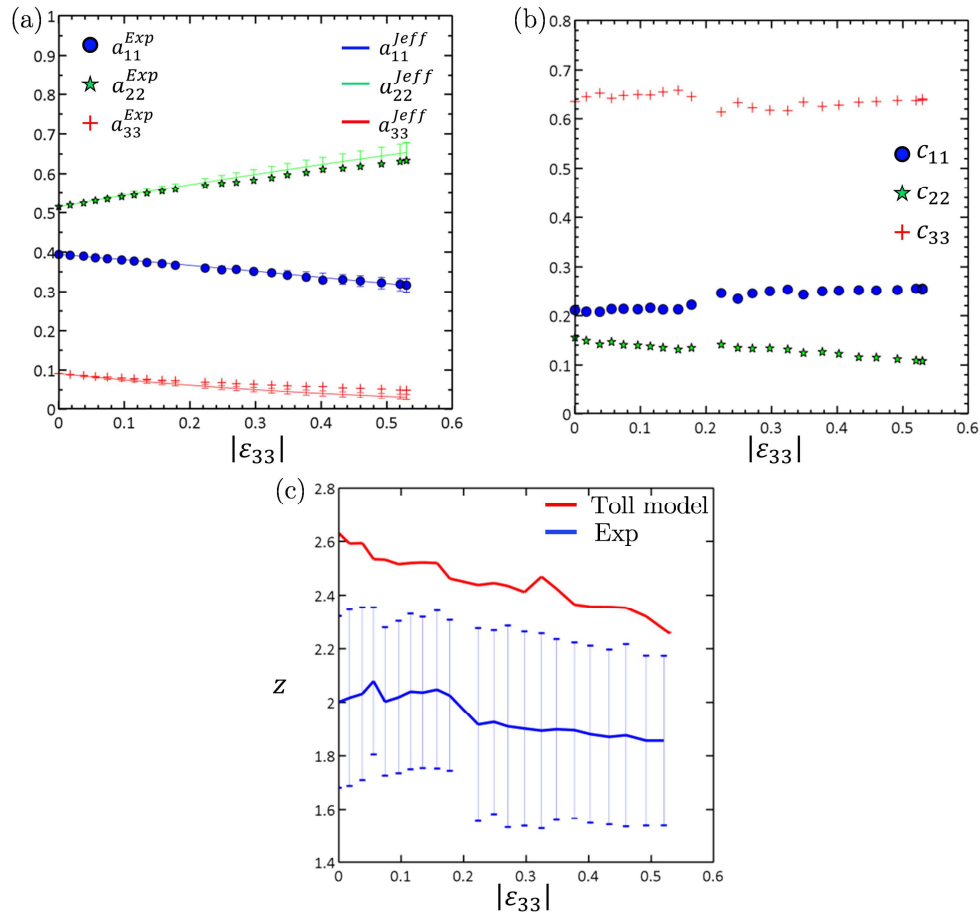 (a)
1
0.9
0.8
0.7
0.6
0.5
0.4
0.3
0.2
0.1
0
a_{11}^{Exp}
a_{22}^{Exp}
a_{33}^{Exp}
a_{11}^{Jeff}
a_{22}^{Jeff}
a_{33}^{Jeff}
0 0.1 0.2 0.3 0.4 0.5 0.6
|ε_{33}|
(b)
0.8
0.7
0.6
0.5
0.4
0.3
0.2
0.1
0
c_{11}
c_{22}
c_{33}
0 0.1 0.2 0.3 0.4 0.5 0.6
|ε_{33}|
(c)
2.8
2.6
2.4
2.2
2
1.8
1.6
1.4
z
Toll model
Exp
0 0.1 0.2 0.3 0.4 0.5 0.6
|ε_{33}|